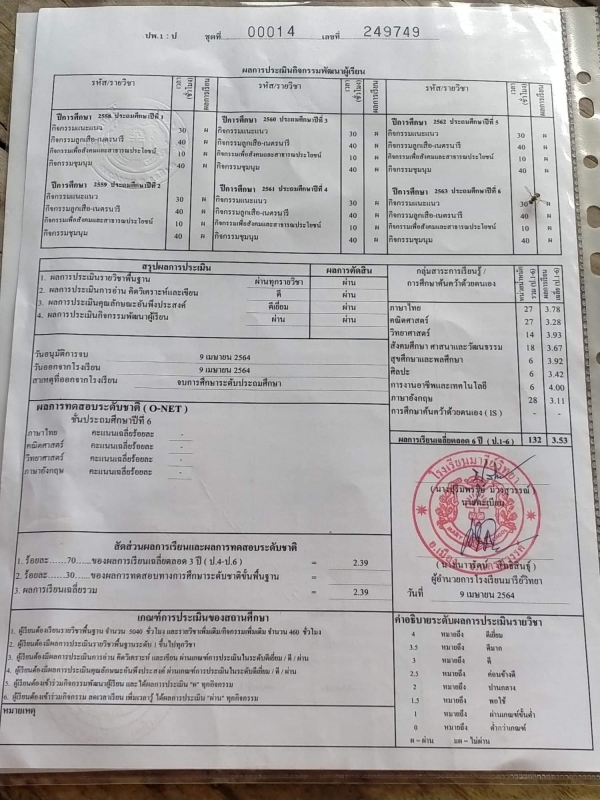 ปพ.1 : ป ชุดที่ 00014 เลขที่ 249749
ผลการประเมินกิจกรรมพัฒนาผู้เรียน
รหัส/รายวิชา เวลา (ชั่วโมง) ผลการเรียน รหัส/รายวิชา เวลา (ชั่วโมง) ผลการเรียน รหัส/รายวิชา เวลา (ชั่วโมง) ผลการเรียน
ปีการศึกษา 2558 ประถมศึกษาปีที่ 1 ปีการศึกษา 2560 ประถมศึกษาปีที่ 3 ปีการศึกษา 2562 ประถมศึกษาปีที่ 5
กิจกรรมแนะแนว 30 ผ กิจกรรมแนะแนว 30 ผ กิจกรรมแนะแนว 30 ผ
กิจกรรมลูกเสือ-เนตรนารี 40 ผ กิจกรรมลูกเสือ-เนตรนารี 40 ผ กิจกรรมลูกเสือ-เนตรนารี 40 ผ
กิจกรรมเพื่อสังคมและสาธารณประโยชน์ 10 ผ กิจกรรมเพื่อสังคมและสาธารณประโยชน์ 10 ผ กิจกรรมเพื่อสังคมและสาธารณประโยชน์ 10 ผ
กิจกรรมชุมนุม 40 ผ กิจกรรมชุมนุม 40 ผ กิจกรรมชุมนุม 40 ผ
ปีการศึกษา 2559 ประถมศึกษาปีที่ 2 ปีการศึกษา 2561 ประถมศึกษาปีที่ 4 ปีการศึกษา 2563 ประถมศึกษาปีที่ 6
กิจกรรมแนะแนว 30 ผ กิจกรรมแนะแนว 30 ผ กิจกรรมแนะแนว 30 ผ
กิจกรรมลูกเสือ-เนตรนารี 40 ผ กิจกรรมลูกเสือ-เนตรนารี 40 ผ กิจกรรมลูกเสือ-เนตรนารี 40 ผ
กิจกรรมเพื่อสังคมและสาธารณประโยชน์ 10 ผ กิจกรรมเพื่อสังคมและสาธารณประโยชน์ 10 ผ กิจกรรมเพื่อสังคมและสาธารณประโยชน์ 10 ผ
กิจกรรมชุมนุม 40 ผ กิจกรรมชุมนุม 40 ผ กิจกรรมชุมนุม 40 ผ
สรุปผลการประเมิน ผลการตัดสิน
1. ผลการประเมินรายวิชาพื้นฐาน ผ่านทุกรายวิชา ผ่าน
2. ผลการประเมินการอ่าน คิดวิเคราะห์และเขียน ดี ผ่าน
3. ผลการประเมินคุณลักษณะอันพึงประสงค์ ดีเยี่ยม ผ่าน
4. ผลการประเมินกิจกรรมพัฒนาผู้เรียน ผ่าน ผ่าน
วันอนุมัติการจบ 9 เมษายน 2564
วันออกจากโรงเรียน 9 เมษายน 2564
สาเหตุที่ออกจากโรงเรียน จบการศึกษาระดับประถมศึกษา
กลุ่มสาระการเรียนรู้ /
การศึกษาค้นคว้าด้วยตนเอง
ภาษาไทย 27 3.78
คณิตศาสตร์ 27 3.28
วิทยาศาสตร์ 14 3.93
สังคมศึกษา ศาสนาและวัฒนธรรม 18 3.67
สุขศึกษาและพลศึกษา 6 3.92
ศิลปะ 6 3.42
การงานอาชีพและเทคโนโลยี 6 4.00
ภาษาอังกฤษ 28 3.11
การศึกษาค้นคว้าด้วยตนเอง ( IS ) - -
ผลการเรียนเฉลี่ยตลอด 6 ปี ( ป.1-6 ) 132 3.53
ผลการทดสอบระดับชาติ ( O-NET )
ชั้นประถมศึกษาปีที่ 6
ภาษาไทย คะแนนเฉลี่ยร้อยละ -
คณิตศาสตร์ คะแนนเฉลี่ยร้อยละ -
วิทยาศาสตร์ คะแนนเฉลี่ยร้อยละ -
ภาษาอังกฤษ คะแนนเฉลี่ยร้อยละ -
โรงเรียนมารีย์วิทยา
นายทะเบียน
ผู้อำนวยการ โรงเรียนมารีย์วิทยา
วันที่ 9 เมษายน 2564
สัดส่วนผลการเรียนและผลการทดสอบระดับชาติ
1. ร้อยละ......70.....ของผลการเรียนเฉลี่ยตลอด 3 ปี ( ป.4-ป.6 ) = 2.39
2. ร้อยละ......30.....ของผลการทดสอบทางการศึกษาระดับชาติขั้นพื้นฐาน =
3. ผลการเรียนเฉลี่ยรวม = 2.39
เกณฑ์การประเมินของสถานศึกษา
1. ผู้เรียนต้องเรียนรายวิชาพื้นฐาน จำนวน 5040 ชั่วโมง และรายวิชาเพิ่มเติม/กิจกรรมเพิ่มเติม จำนวน 460 ชั่วโมง
2. ผู้เรียนต้องมีผลการประเมินรายวิชาพื้นฐานระดับ 1 ขึ้นไปทุกวิชา
3. ผู้เรียนต้องมีผลการประเมินการอ่าน คิดวิเคราะห์ และเขียน ผ่านเกณฑ์การประเมินในระดับดีเยี่ยม / ดี / ผ่าน
4. ผู้เรียนต้องมีผลการประเมินคุณลักษณะอันพึงประสงค์ ผ่านเกณฑ์การประเมินในระดับดีเยี่ยม / ดี / ผ่าน
5. ผู้เรียนต้องเข้าร่วมกิจกรรมพัฒนาผู้เรียน และได้ผลการประเมิน "ผ" ทุกกิจกรรม
6. ผู้เรียนต้องเข้าร่วมกิจกรรม ลดเวลาเรียน เพิ่มเวลารู้ ได้ผลการประเมิน "ผ่าน" ทุกกิจกรรม
หมายเหตุ
คำอธิบายระดับผลการประเมินรายวิชา
4 หมายถึง ดีเยี่ยม
3.5 หมายถึง ดีมาก
3 หมายถึง ดี
2.5 หมายถึง ค่อนข้างดี
2 หมายถึง ปานกลาง
1.5 หมายถึง พอใช้
1 หมายถึง ผ่านเกณฑ์ขั้นต่ำ
0 หมายถึง ต่ำกว่าเกณฑ์
ผ = ผ่าน มผ = ไม่ผ่าน